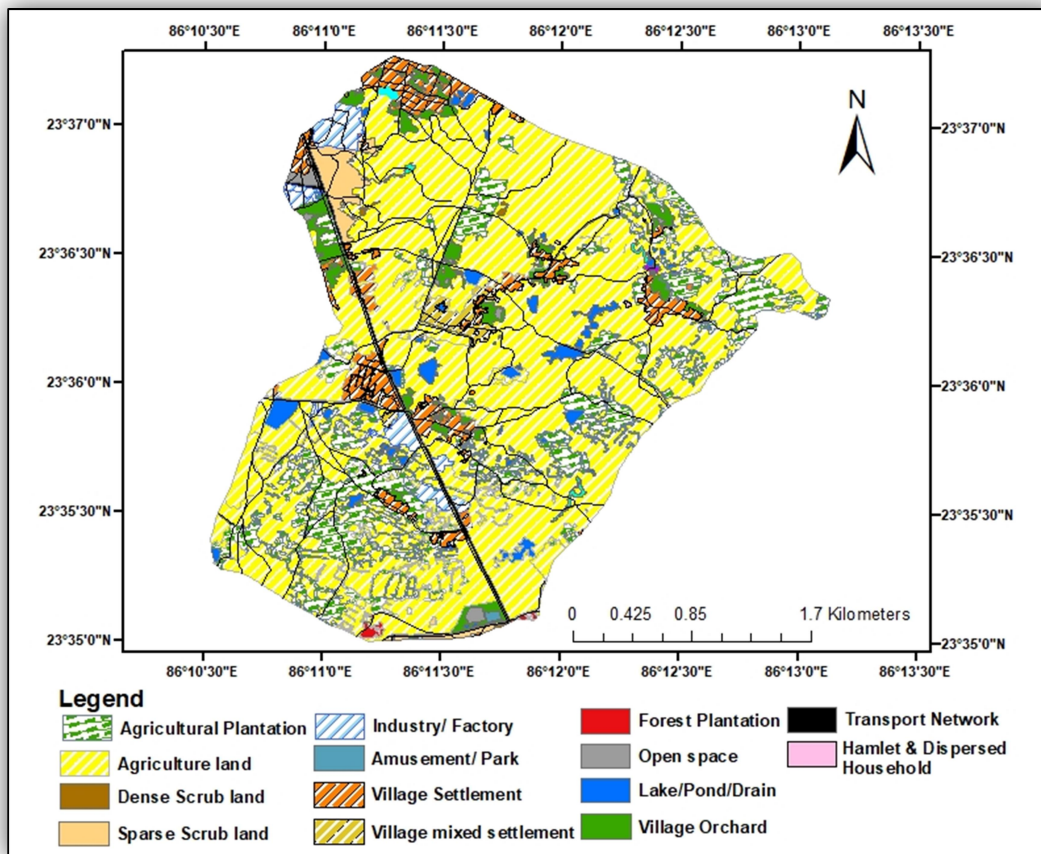 86°10'30"E 86°11'0"E 86°11'30"E 86°12'0"E 86°12'30"E 86°13'0"E 86°13'30"E
N
23°37'0"N 23°37'0"N
23°36'30"N 23°36'30"N
23°36'0"N 23°36'0"N
23°35'30"N 23°35'30"N
0 0.425 0.85 1.7 Kilometers
23°35'0"N 23°35'0"N
86°10'30"E 86°11'0"E 86°11'30"E 86°12'0"E 86°12'30"E 86°13'0"E 86°13'30"E
Legend
Agricultural Plantation
Agriculture land
Dense Scrub land
Sparse Scrub land
Industry/ Factory
Amusement/ Park
Village Settlement
Village mixed settlement
Forest Plantation
Open space
Lake/Pond/Drain
Village Orchard
Transport Network
Hamlet & Dispersed
Household